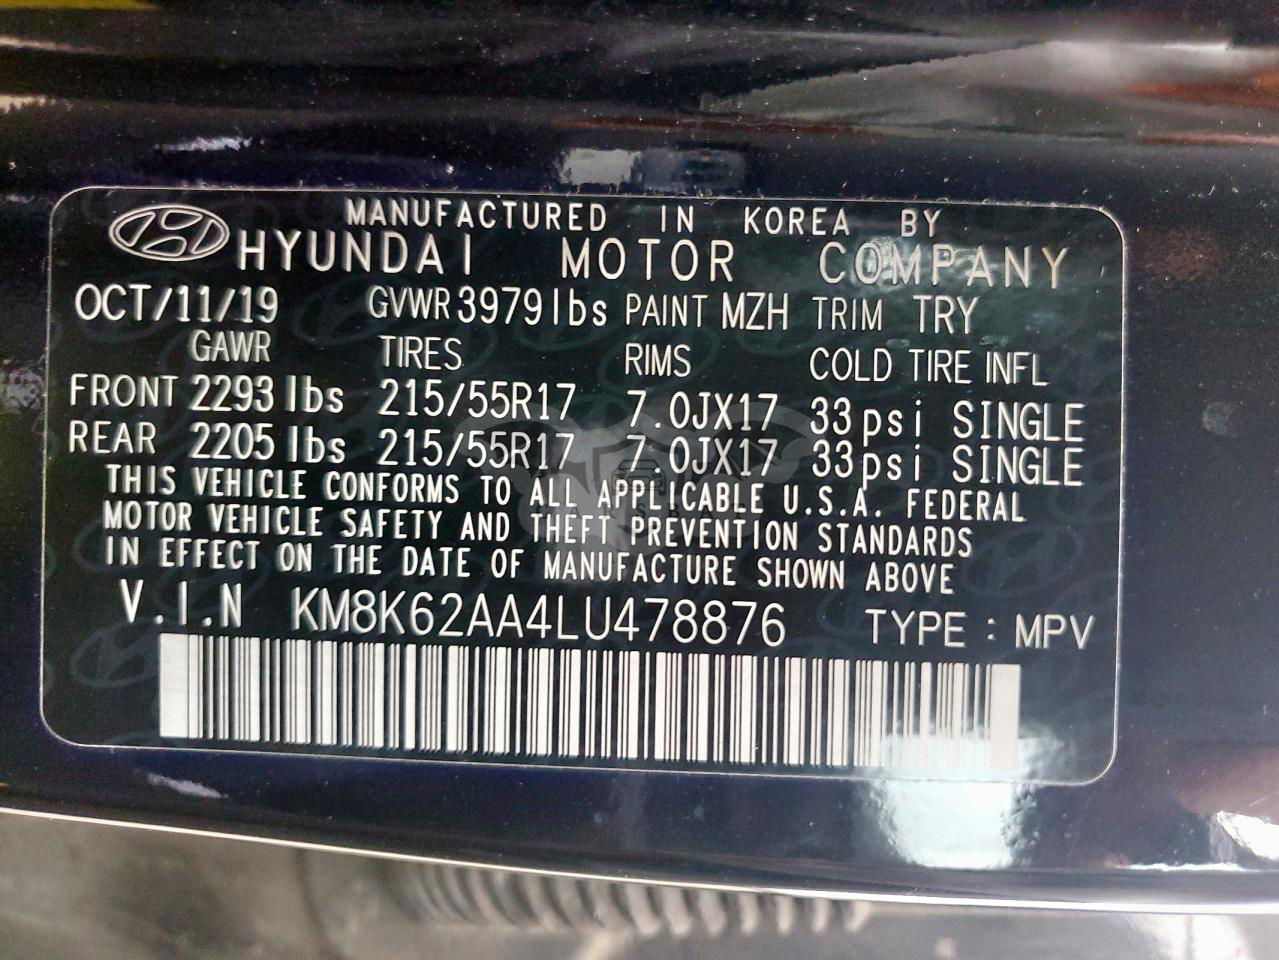 MANUFACTURED IN KOREA BY
HYUNDAI MOTOR COMPANY
OCT/11/19 GVWR 3979 lbs PAINT MZH TRIM TRY
GAWR TIRES RIMS COLD TIRE INFL
FRONT 2293 lbs 215/55R17 7.0JX17 33psi SINGLE
REAR 2205 lbs 215/55R17 7.0JX17 33psi SINGLE
THIS VEHICLE CONFORMS TO ALL APPLICABLE U.S.A. FEDERAL
MOTOR VEHICLE SAFETY AND THEFT PREVENTION STANDARDS
IN EFFECT ON THE DATE OF MANUFACTURE SHOWN ABOVE
V.I.N KM8K62AA4LU478876 TYPE : MPV